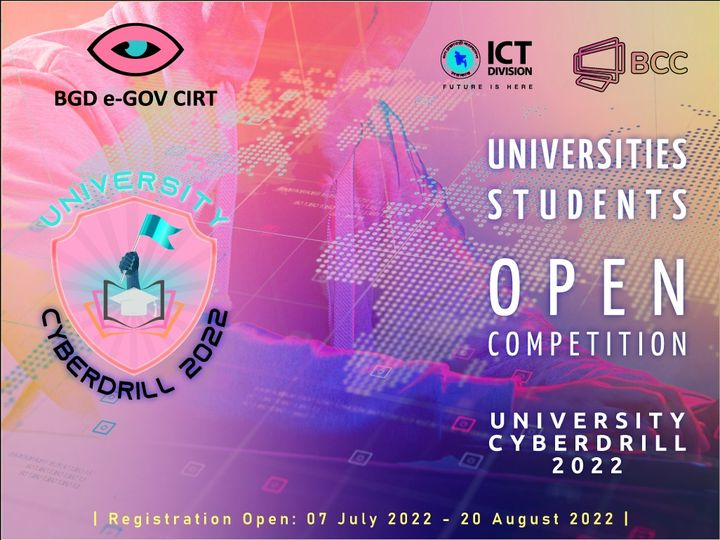 BGD e-GOV CIRT
ICT
DIVISION
FUTURE IS HERE
BCC
UNIVERSITY
CYBERDRILL 2022
UNIVERSITIES
STUDENTS
OPEN
COMPETITION
UNIVERSITY
CYBERDRILL
2022
| Registration Open: 07 July 2022 - 20 August 2022 |